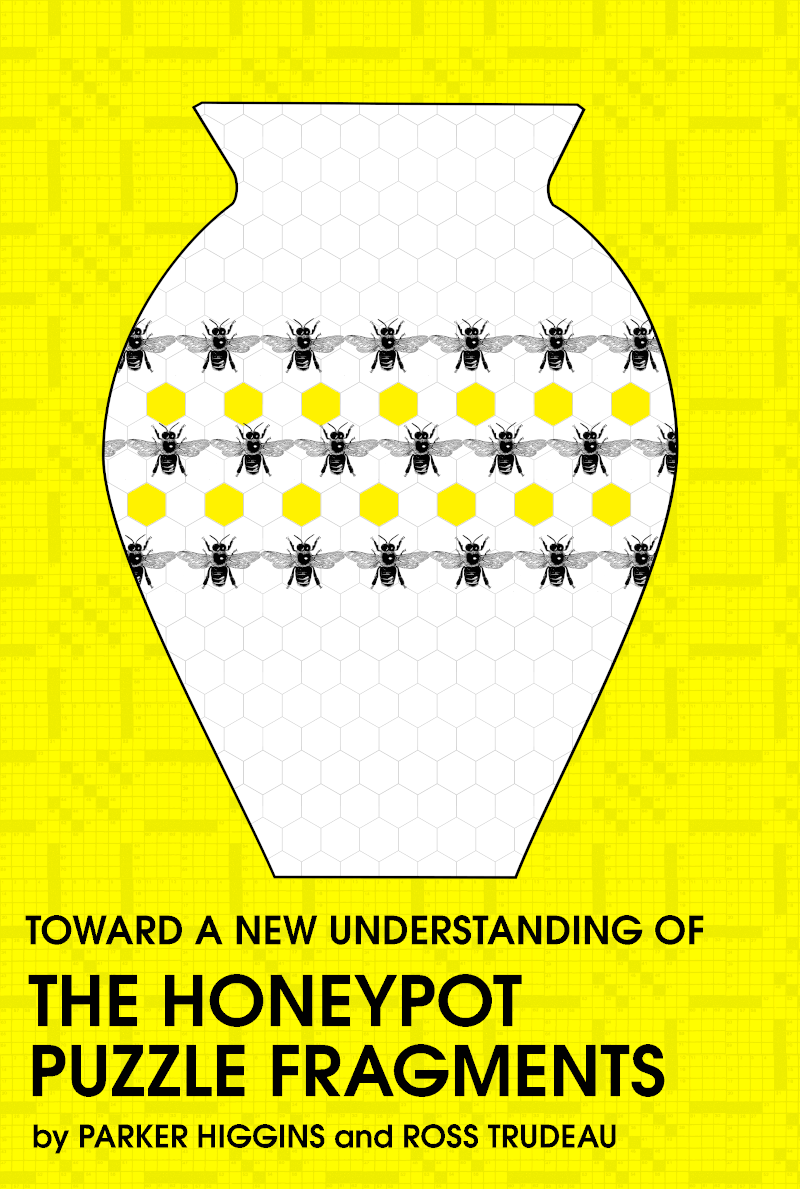 TOWARD A NEW UNDERSTANDING OF
THE HONEYPOT
PUZZLE FRAGMENTS
by PARKER HIGGINS and ROSS TRUDEAU